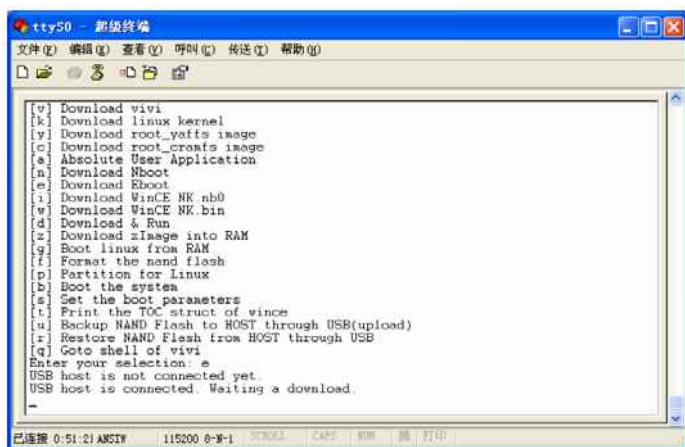 ttyS0 - 超级终端
文件(F) 编辑(E) 查看(V) 呼叫(C) 传送(T) 帮助(H)
[v] Download vivi
[k] Download linux kernel
[y] Download root_yaffs image
[c] Download root_cramfs image
[a] Absolute User Application
[n] Download Nboot
[e] Download Eboot
[i] Download WinCE NK.nb0
[w] Download WinCE NK.bin
[d] Download & Run
[z] Download zImage into RAM
[g] Boot linux from RAM
[f] Format the nand flash
[p] Partition for Linux
[b] Boot the system
[s] Set the boot parameters
[t] Print the TOC struct of wince
[u] Backup NAND Flash to HOST through USB(upload)
[r] Restore NAND Flash from HOST through USB
[q] Goto shell of vivi
Enter your selection: e
USB host is not connected yet.
USB host is connected. Waiting a download.
已连接 0:51:21 ANSIW 115200 8-N-1 SCROLL CAPS NUM 捕 打印